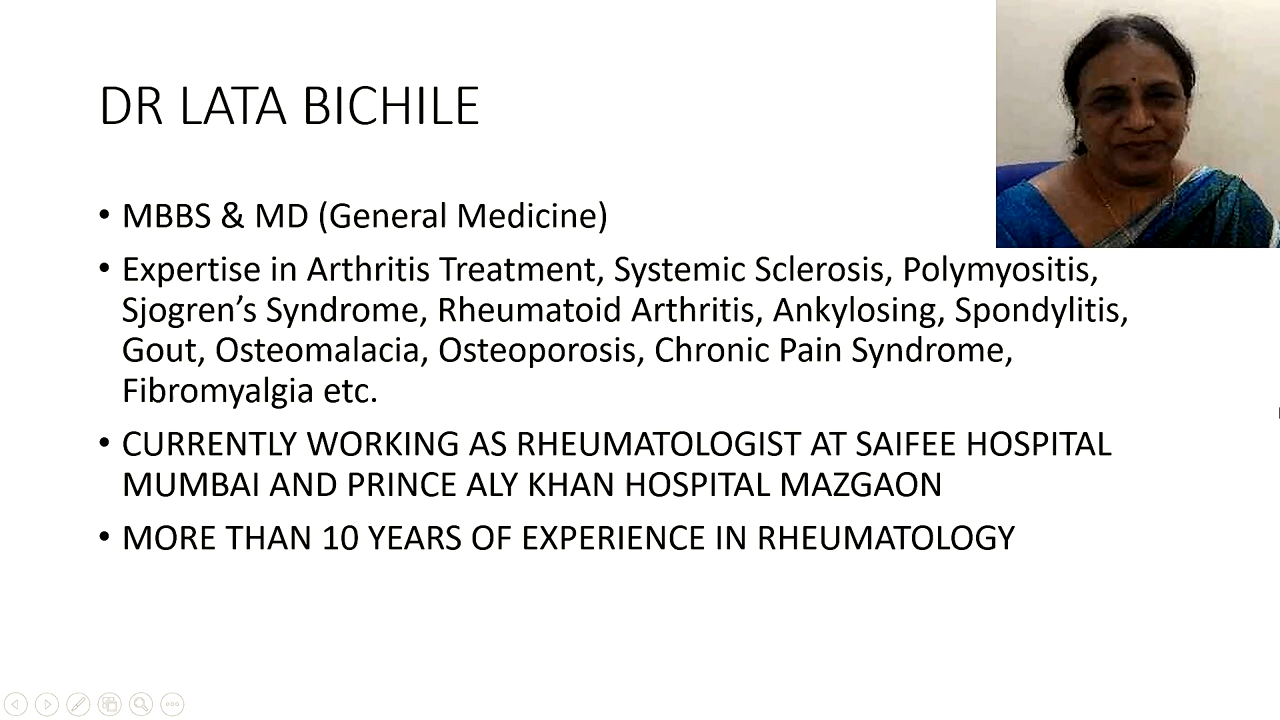 DR LATA BICHILE
• MBBS & MD (General Medicine)
• Expertise in Arthritis Treatment, Systemic Sclerosis, Polymyositis,
Sjogren’s Syndrome, Rheumatoid Arthritis, Ankylosing, Spondylitis,
Gout, Osteomalacia, Osteoporosis, Chronic Pain Syndrome,
Fibromyalgia etc.
• CURRENTLY WORKING AS RHEUMATOLOGIST AT SAIFEE HOSPITAL
MUMBAI AND PRINCE ALY KHAN HOSPITAL MAZGAON
• MORE THAN 10 YEARS OF EXPERIENCE IN RHEUMATOLOGY